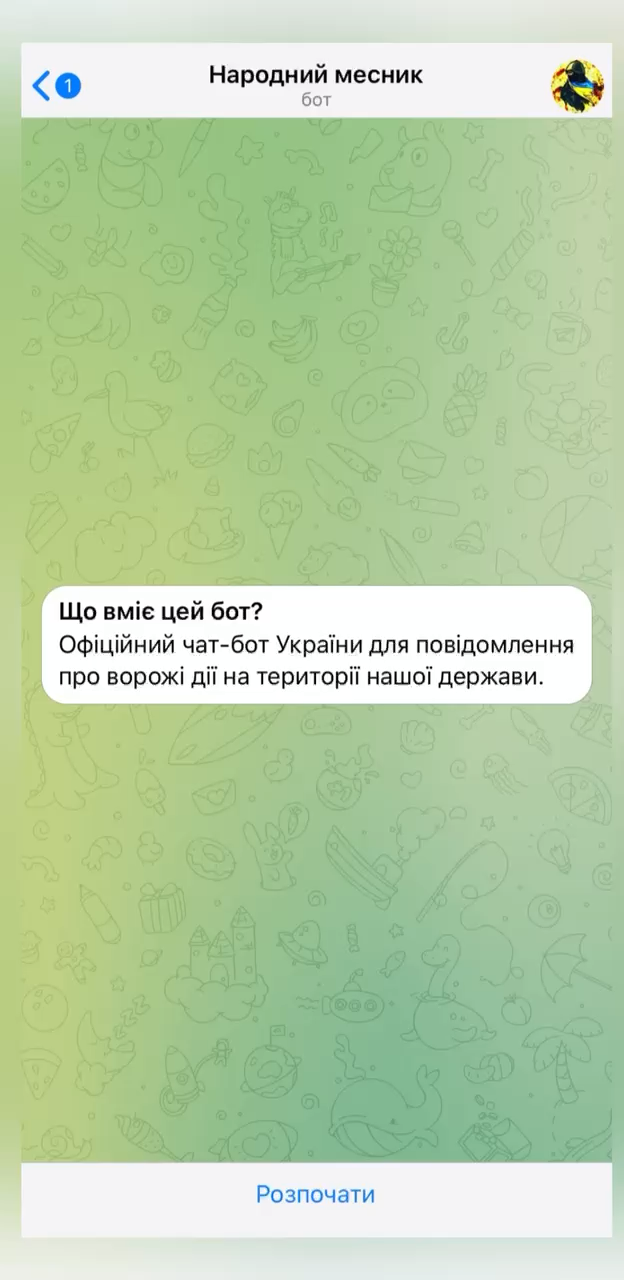 1
Народний месник
бот
Що вміє цей бот?
Офіційний чат-бот України для повідомлення
про ворожі дії на території нашої держави.
Розпочати